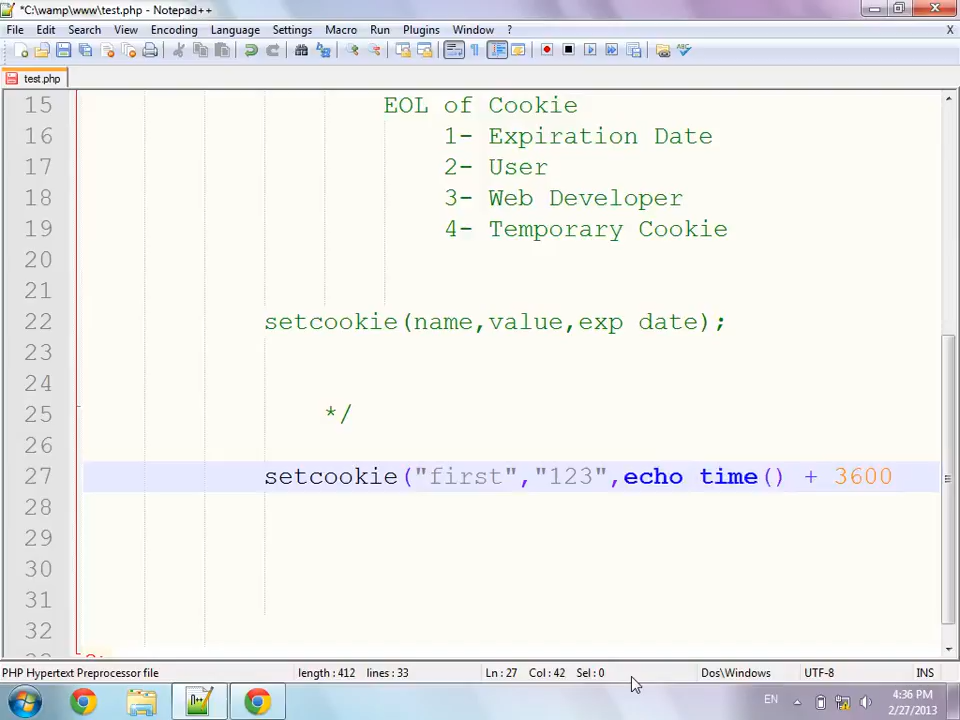 *C:\wamp\www\test.php - Notepad++
File Edit Search View Encoding Language Settings Macro Run Plugins Window ? X
test.php
15 EOL of Cookie
16 1- Expiration Date
17 2- User
18 3- Web Developer
19 4- Temporary Cookie
20
21
22 setcookie(name,value,exp date);
23
24
25 */
26
27 setcookie("first","123",echo time() + 3600
28
29
30
31
32
33 ?>
PHP Hypertext Preprocessor file length : 412 lines : 33 Ln : 27 Col : 42 Sel : 0 Dos\Windows UTF-8 INS
EN 4:36 PM
2/27/2013